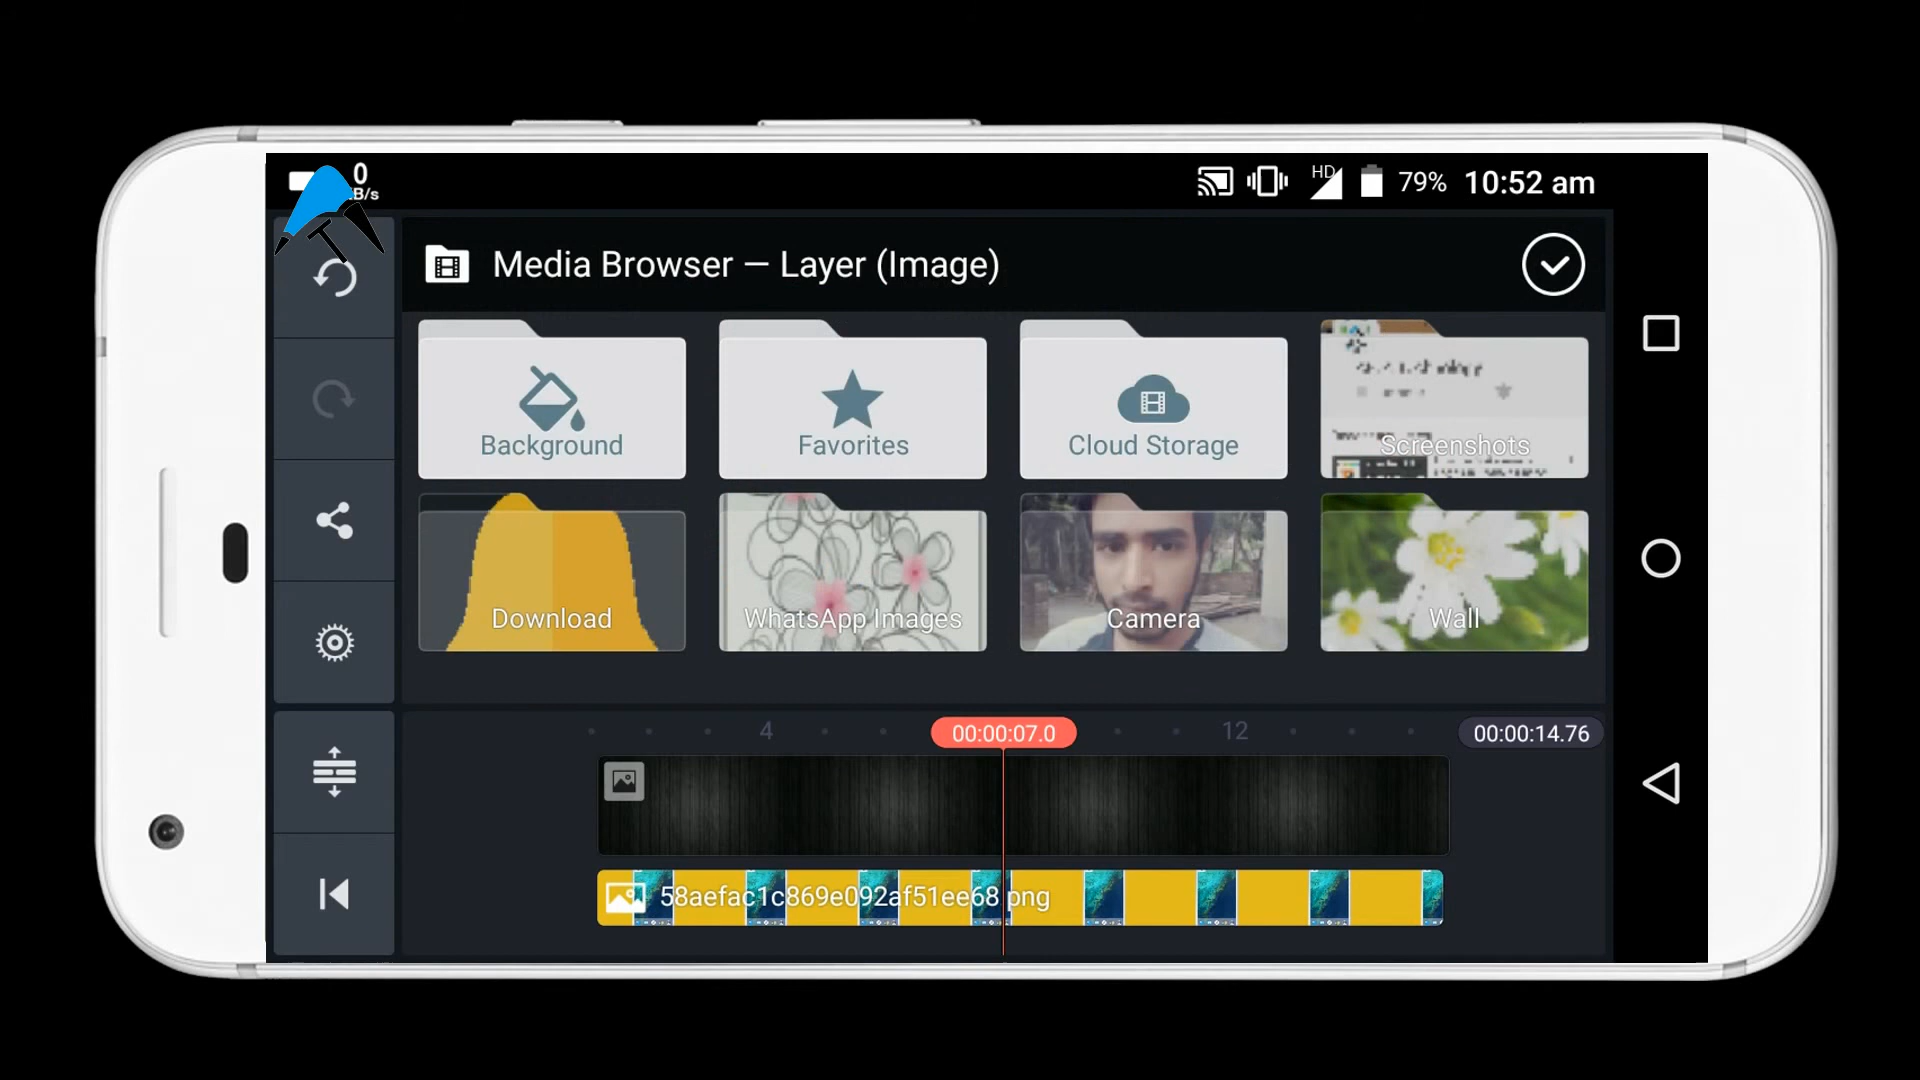 0
B/s
HD
79%
10:52 am
Media Browser — Layer (Image)
Background
Favorites
Cloud Storage
Screenshots
Download
WhatsApp Images
Camera
Wall
4
00:00:07.0
12
00:00:14.76
58aefac1c869e092af51ee68.png